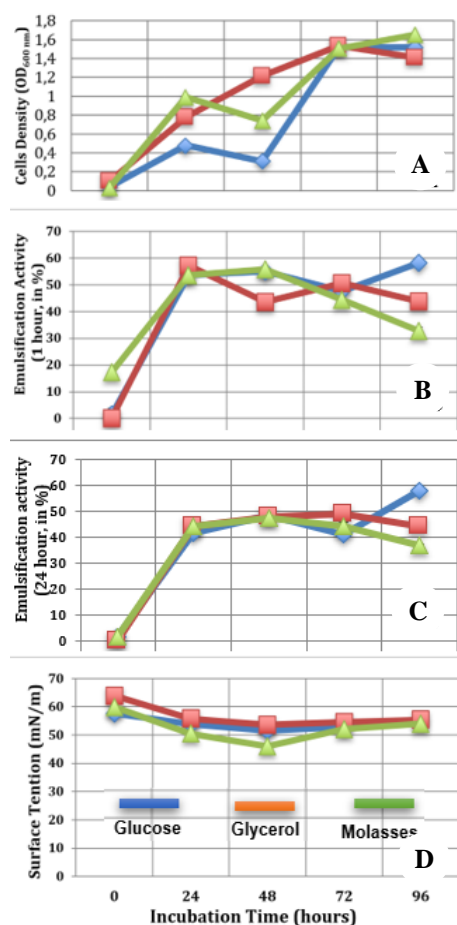 Cells Density (OD600 nm)
1,8
1,6
1,4
1,2
1
0,8
0,6
0,4
0,2
0
A
Emulsification Activity
(1 hour, in %)
70
60
50
40
30
20
10
0
B
Emulsification activity
(24 hour, in %)
70
60
50
40
30
20
10
0
C
Surface Tention (mN/m)
70
60
50
40
30
20
10
0
Glucose Glycerol Molasses
D
0 24 48 72 96
Incubation Time (hours)